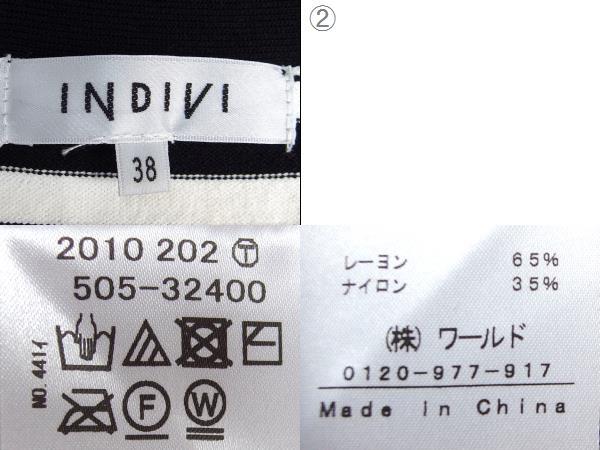 ②
INDIVI
38
2010 202 Ⓣ
505-32400
NO.4414
F W
レーヨン 65%
ナイロン 35%
(株) ワールド
0120-977-917
Made in China